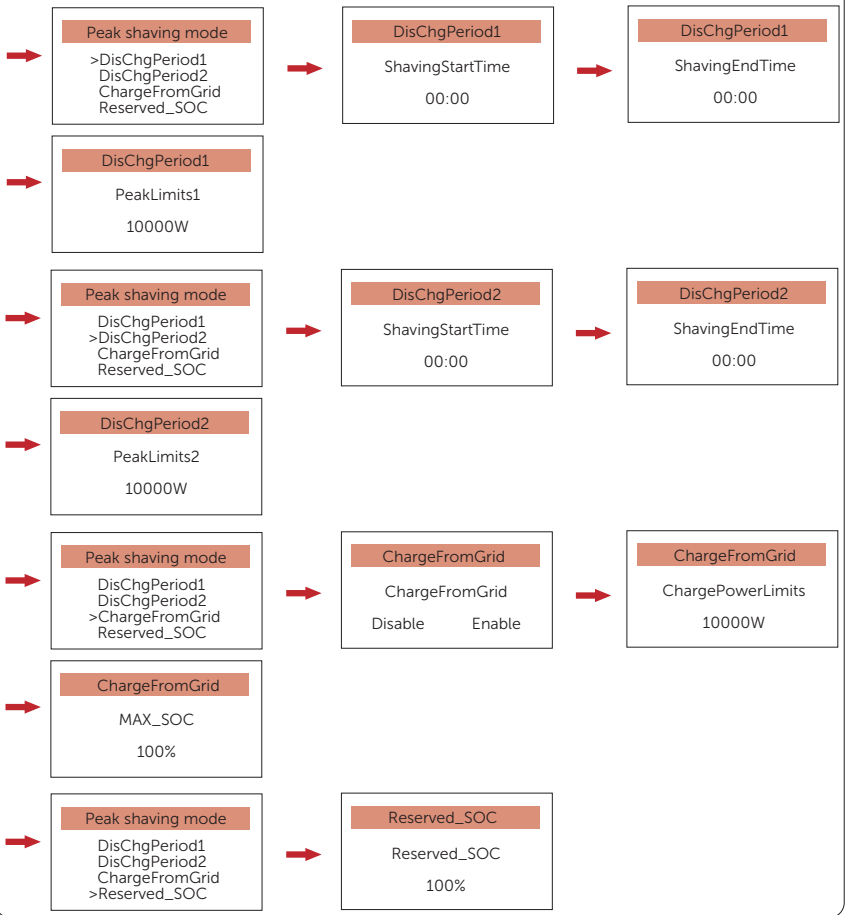 Peak shaving mode
>DisChgPeriod1
DisChgPeriod2
ChargeFromGrid
Reserved_SOC
DisChgPeriod1
ShavingStartTime
00:00
DisChgPeriod1
ShavingEndTime
00:00
DisChgPeriod1
PeakLimits1
10000W
Peak shaving mode
DisChgPeriod1
>DisChgPeriod2
ChargeFromGrid
Reserved_SOC
DisChgPeriod2
ShavingStartTime
00:00
DisChgPeriod2
ShavingEndTime
00:00
DisChgPeriod2
PeakLimits2
10000W
Peak shaving mode
DisChgPeriod1
DisChgPeriod2
>ChargeFromGrid
Reserved_SOC
ChargeFromGrid
ChargeFromGrid
Disable Enable
ChargeFromGrid
ChargePowerLimits
10000W
ChargeFromGrid
MAX_SOC
100%
Peak shaving mode
DisChgPeriod1
DisChgPeriod2
ChargeFromGrid
>Reserved_SOC
Reserved_SOC
Reserved_SOC
100%